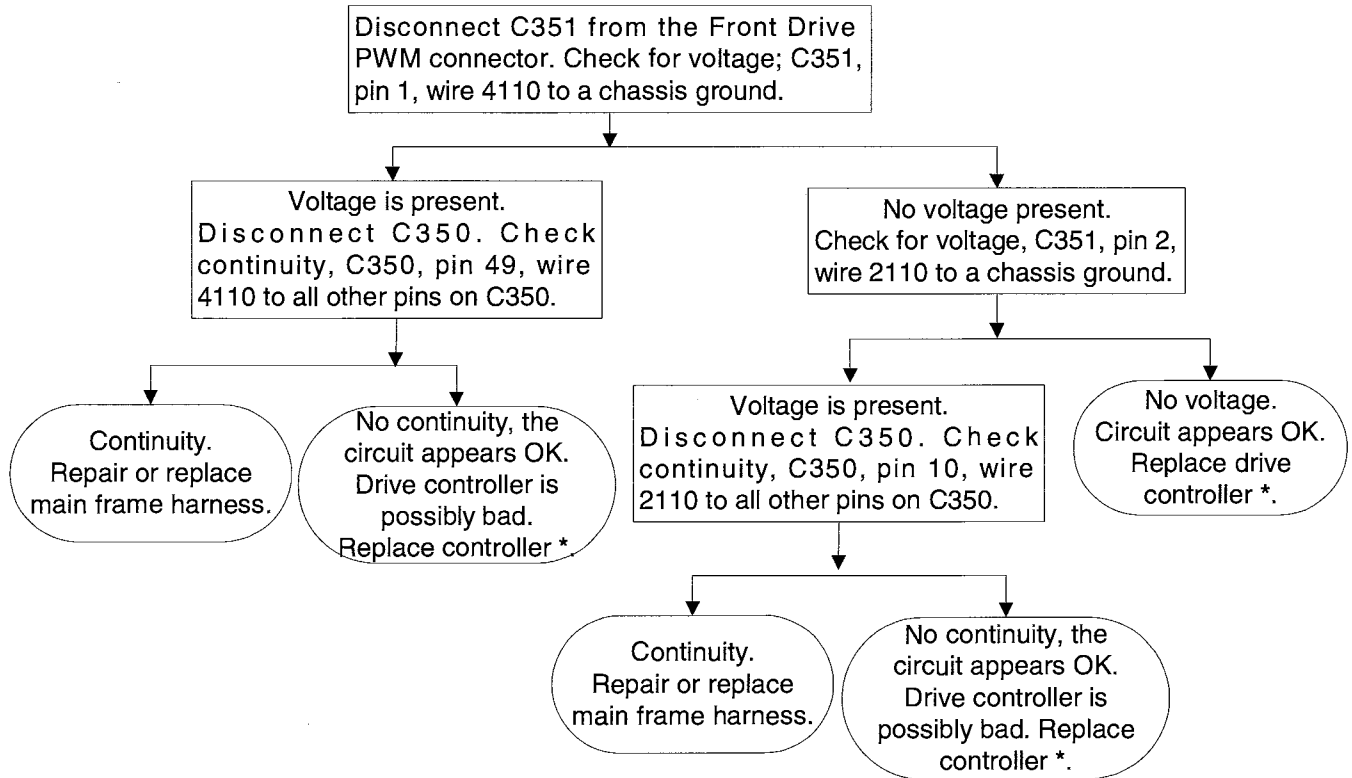 Disconnect C351 from the Front Drive
PWM connector. Check for voltage; C351,
pin 1, wire 4110 to a chassis ground.
Voltage is present.
Disconnect C350. Check
continuity, C350, pin 49, wire
4110 to all other pins on C350.
No voltage present.
Check for voltage, C351, pin 2,
wire 2110 to a chassis ground.
Continuity.
Repair or replace
main frame harness.
No continuity, the
circuit appears OK.
Drive controller is
possibly bad.
Replace controller *.
Voltage is present.
Disconnect C350. Check
continuity, C350, pin 10, wire
2110 to all other pins on C350.
No voltage.
Circuit appears OK.
Replace drive
controller *.
Continuity.
Repair or replace
main frame harness.
No continuity, the
circuit appears OK.
Drive controller is
possibly bad. Replace
controller *.